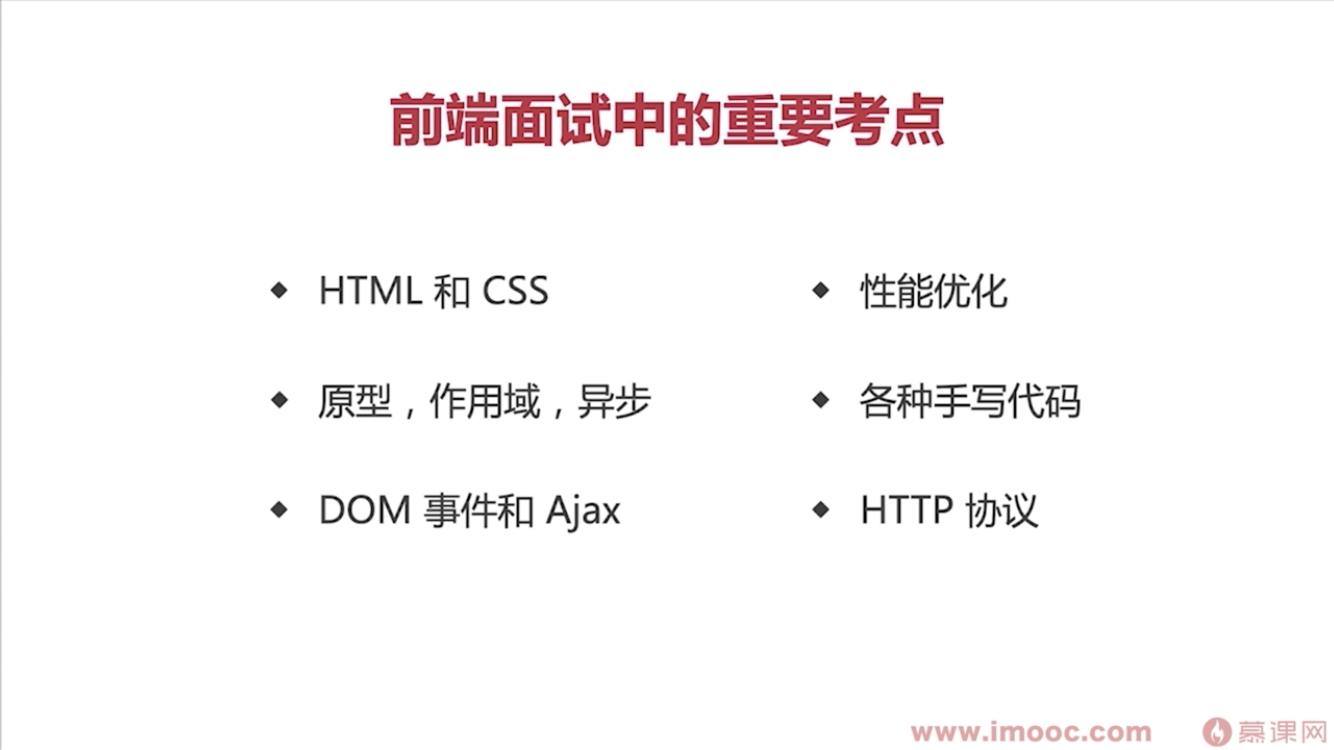 前端面试中的重要考点
HTML 和 CSS
原型，作用域，异步
DOM 事件和 Ajax
性能优化
各种手写代码
HTTP 协议
www.imooc.com
慕课网